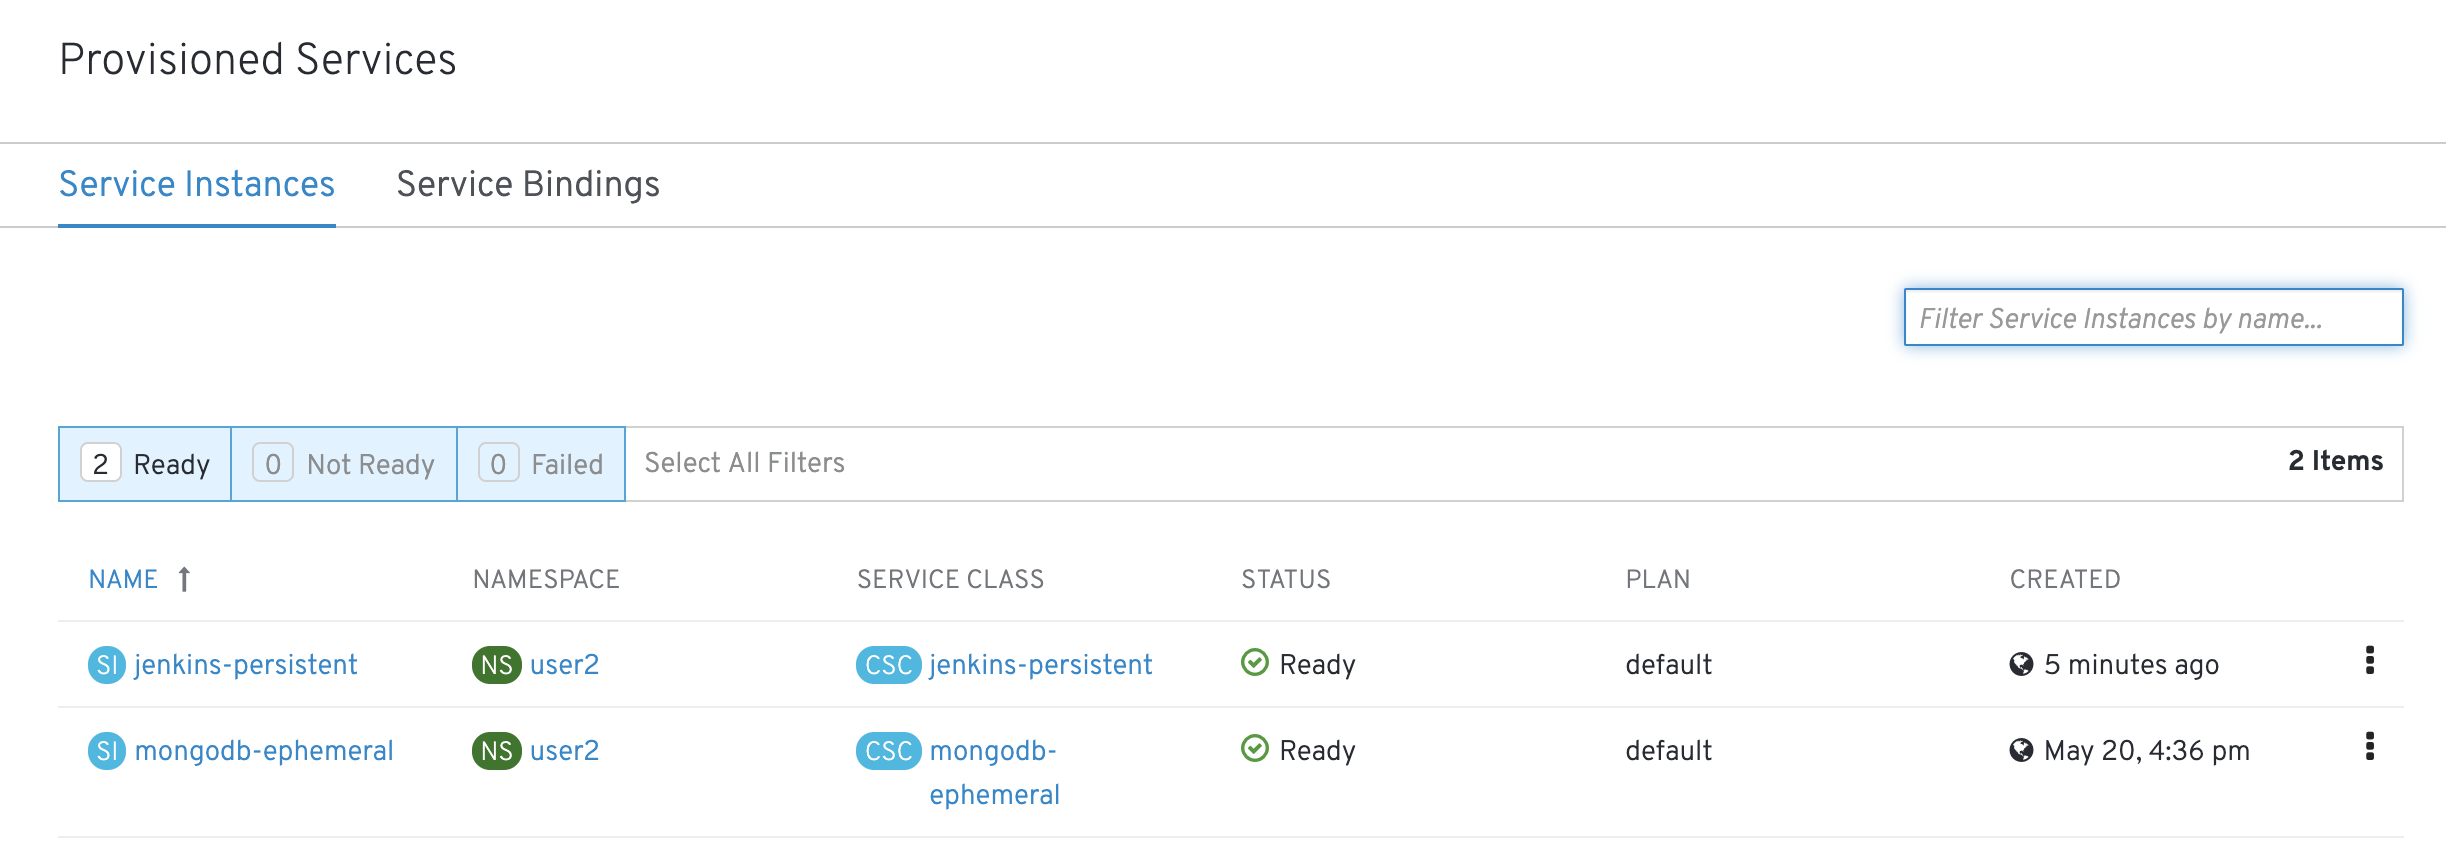 Provisioned Services
Service Instances Service Bindings
Filter Service Instances by name...
2 Ready 0 Not Ready 0 Failed Select All Filters 2 Items
NAME ↑ NAMESPACE SERVICE CLASS STATUS PLAN CREATED
SI jenkins-persistent NS user2 CSC jenkins-persistent Ready default 5 minutes ago
SI mongodb-ephemeral NS user2 CSC mongodb- Ready default May 20, 4:36 pm
ephemeral